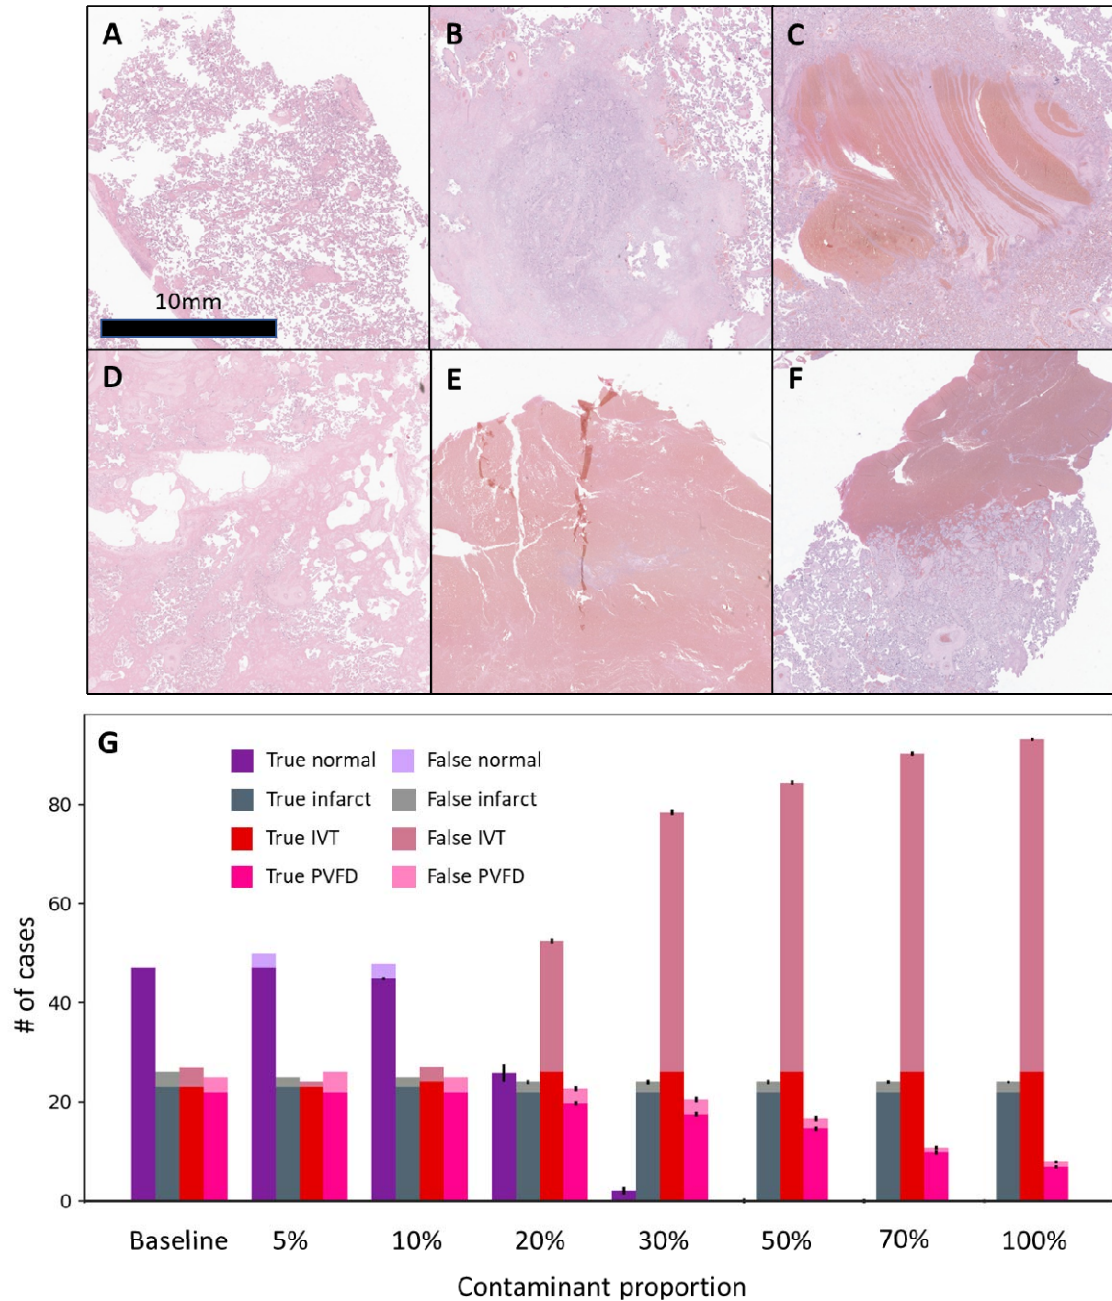 A
B
C
10mm
D
E
F
G
True normal False normal
True infarct False infarct
True IVT False IVT
True PVFD False PVFD
# of cases
80
60
40
20
0
Baseline 5% 10% 20% 30% 50% 70% 100%
Contaminant proportion